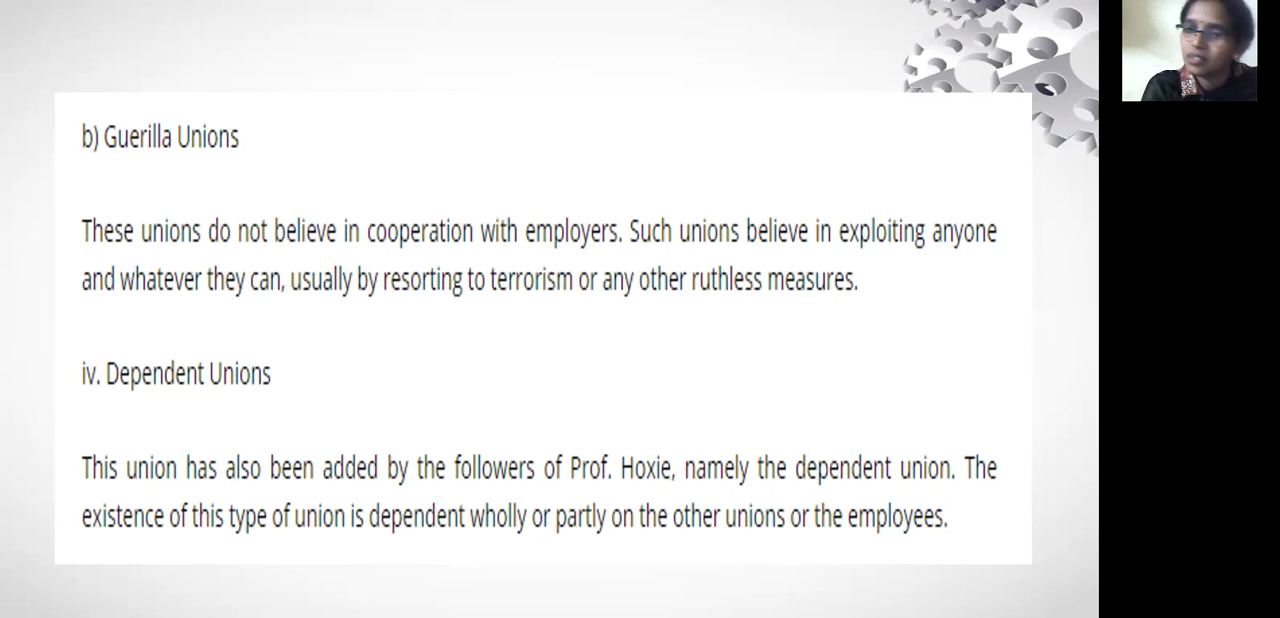 b) Guerilla Unions
These unions do not believe in cooperation with employers. Such unions believe in exploiting anyone
and whatever they can, usually by resorting to terrorism or any other ruthless measures.
iv. Dependent Unions
This union has also been added by the followers of Prof. Hoxie, namely the dependent union. The
existence of this type of union is dependent wholly or partly on the other unions or the employees.